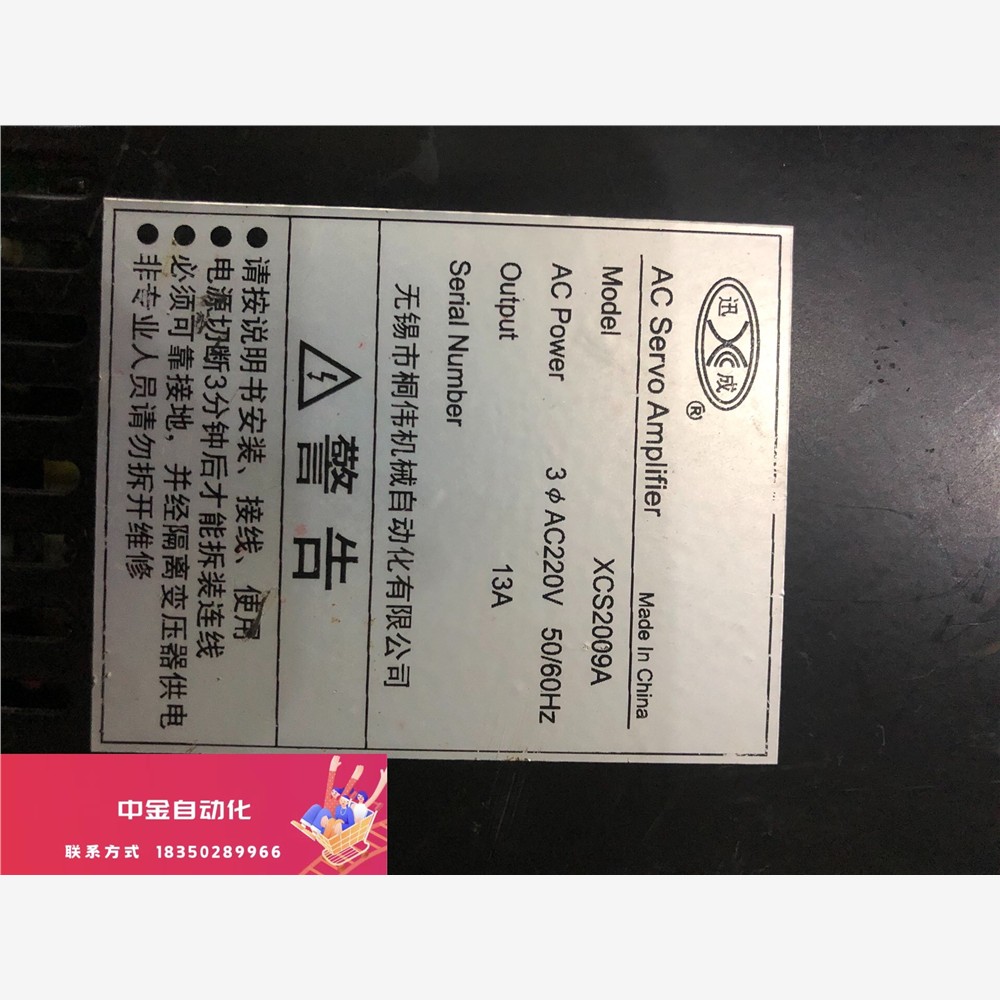 迅成
®
AC Servo Amplifier Made In China
Model XCS2009A
AC Power 3φAC220V 50/60Hz
Output 13A
Serial Number
无锡市桐伟机械自动化有限公司
警告
●请按说明书安装、接线、使用
●电源切断3分钟后才能拆装连线
●必须可靠接地，并经隔离变压器供电
●非专业人员请勿拆开维修
中金自动化
联系方式 18350289966